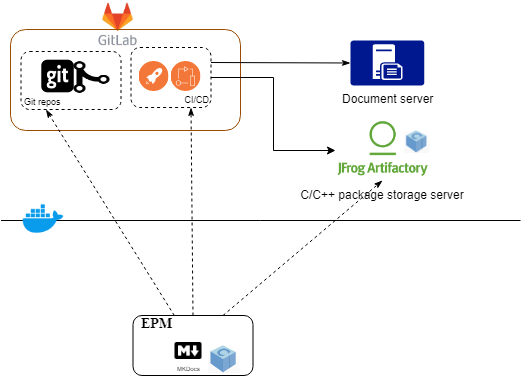 GitLab
git
Git repos
CI/CD
Document server
JFrog Artifactory
C/C++ package storage server
EPM
M
MKDocs